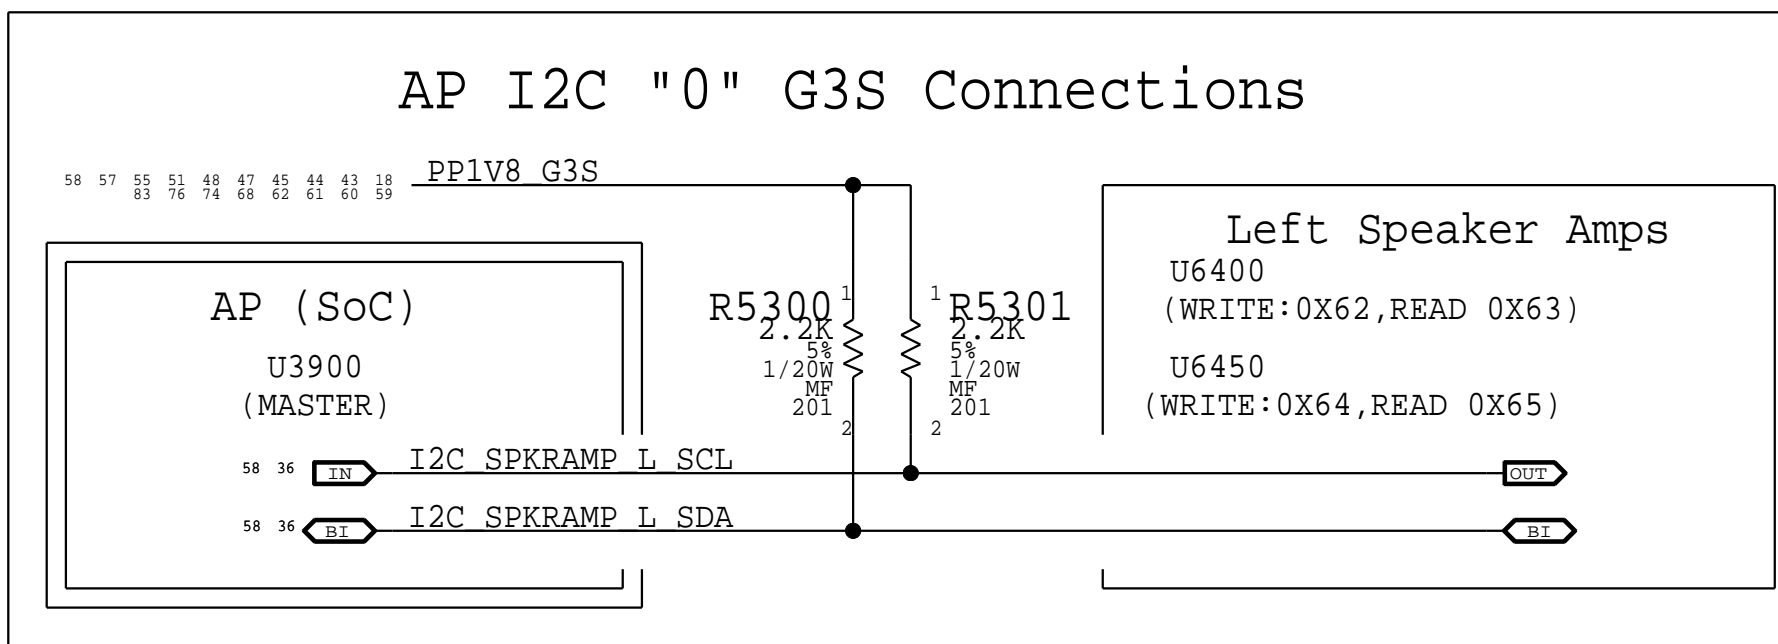 AP I2C "0" G3S Connections
PP1V8_G3S
58 57 55 51 48 47 45 44 43 18
83 76 74 68 62 61 60 59
Left Speaker Amps
U6400
(WRITE:0X62,READ 0X63)
U6450
(WRITE:0X64,READ 0X65)
AP (SoC)
U3900
(MASTER)
R5300
2.2K
5%
1/20W
MF
201
1
2
1
2
R5301
2.2K
5%
1/20W
MF
201
58 36 IN I2C_SPKRAMP_L_SCL OUT
58 36 BI I2C_SPKRAMP_L_SDA BI